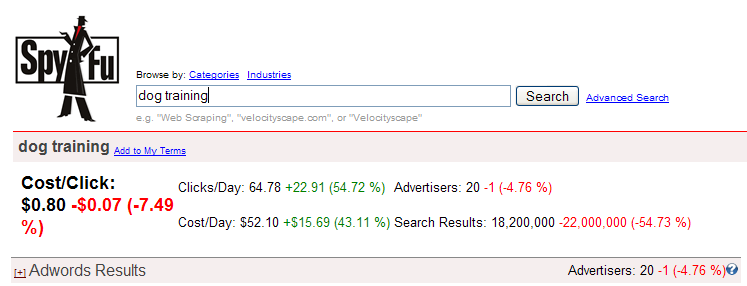 Spy Fu
Browse by: Categories Industries
dog training Search Advanced Search
e.g. "Web Scraping", "velocityscape.com", or "Velocityscape"
dog training Add to My Terms
Cost/Click:
$0.80 -$0.07 (-7.49
%)
Clicks/Day: 64.78 +22.91 (54.72 %) Advertisers: 20 -1 (-4.76 %)
Cost/Day: $52.10 +$15.69 (43.11 %) Search Results: 18,200,000 -22,000,000 (-54.73 %)
[+] Adwords Results Advertisers: 20 -1 (-4.76 %) ?